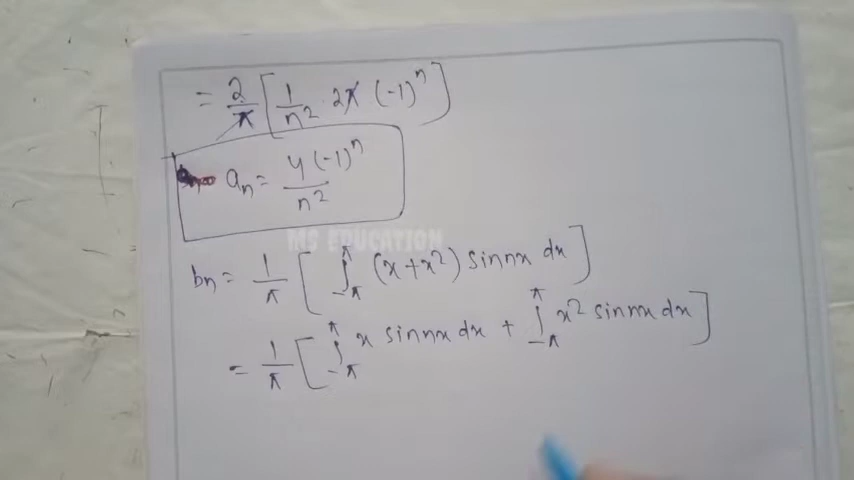 = 2/π [ 1/n² · 2π (-1)ⁿ ]
aₙ = 4(-1)ⁿ / n²
MS EDUCATION
bₙ = 1/π [ ∫_{-π}^{π} (x+x²) sin nx dx ]
= 1/π [ ∫_{-π}^{π} x sin nx dx + ∫_{-π}^{π} x² sin nx dx ]